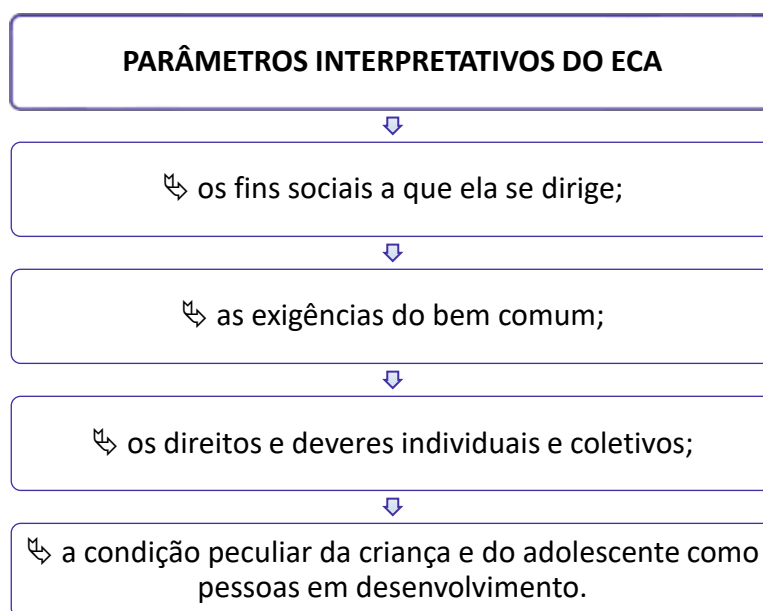 PARÂMETROS INTERPRETATIVOS DO ECA
os fins sociais a que ela se dirige;
as exigências do bem comum;
os direitos e deveres individuais e coletivos;
a condição peculiar da criança e do adolescente como
pessoas em desenvolvimento.